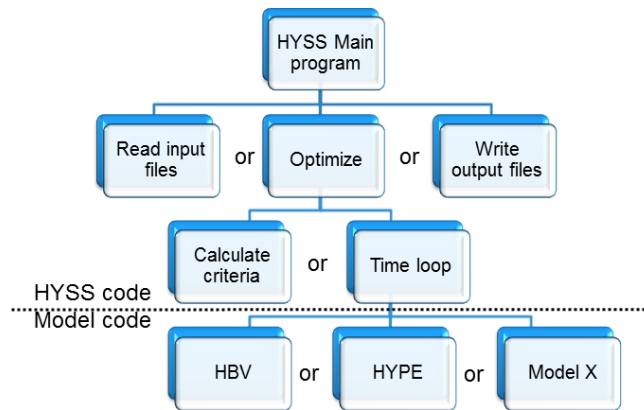 HYSS Main
program
Read input
files
or
Optimize
or
Write
output files
Calculate
criteria
or
Time loop
HYSS code
Model code
HBV
or
HYPE
or
Model X